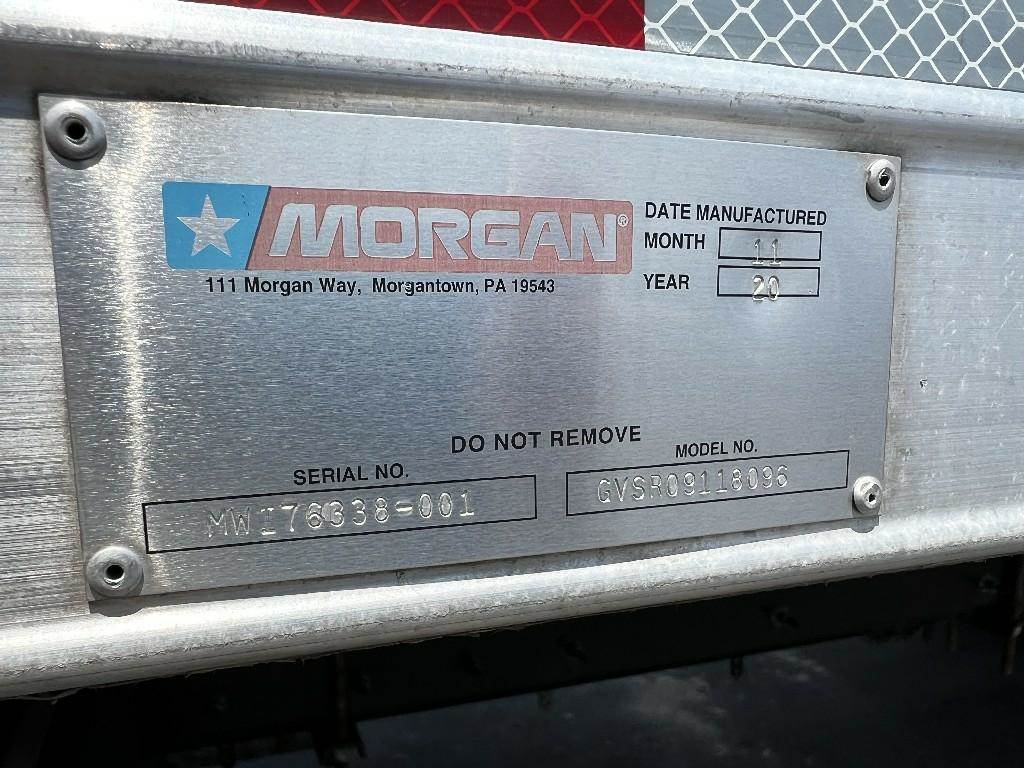 MORGAN®
111 Morgan Way, Morgantown, PA 19543
DATE MANUFACTURED
MONTH 11
YEAR 20
DO NOT REMOVE
SERIAL NO.
MWI76338-001
MODEL NO.
GVSR09118096